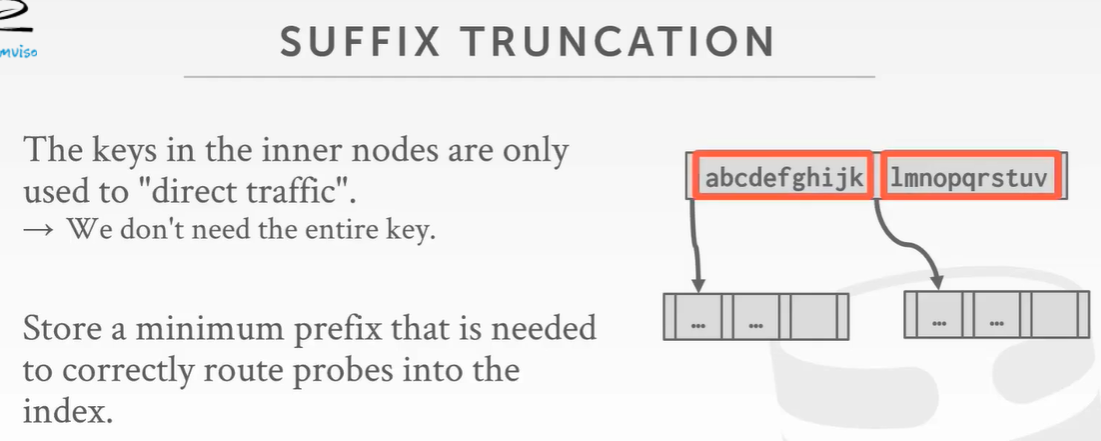 SUFFIX TRUNCATION
The keys in the inner nodes are only
used to "direct traffic".
→ We don't need the entire key.
Store a minimum prefix that is needed
to correctly route probes into the
index.
abcdefghijk lmnopqrstuv
... ... ... ...